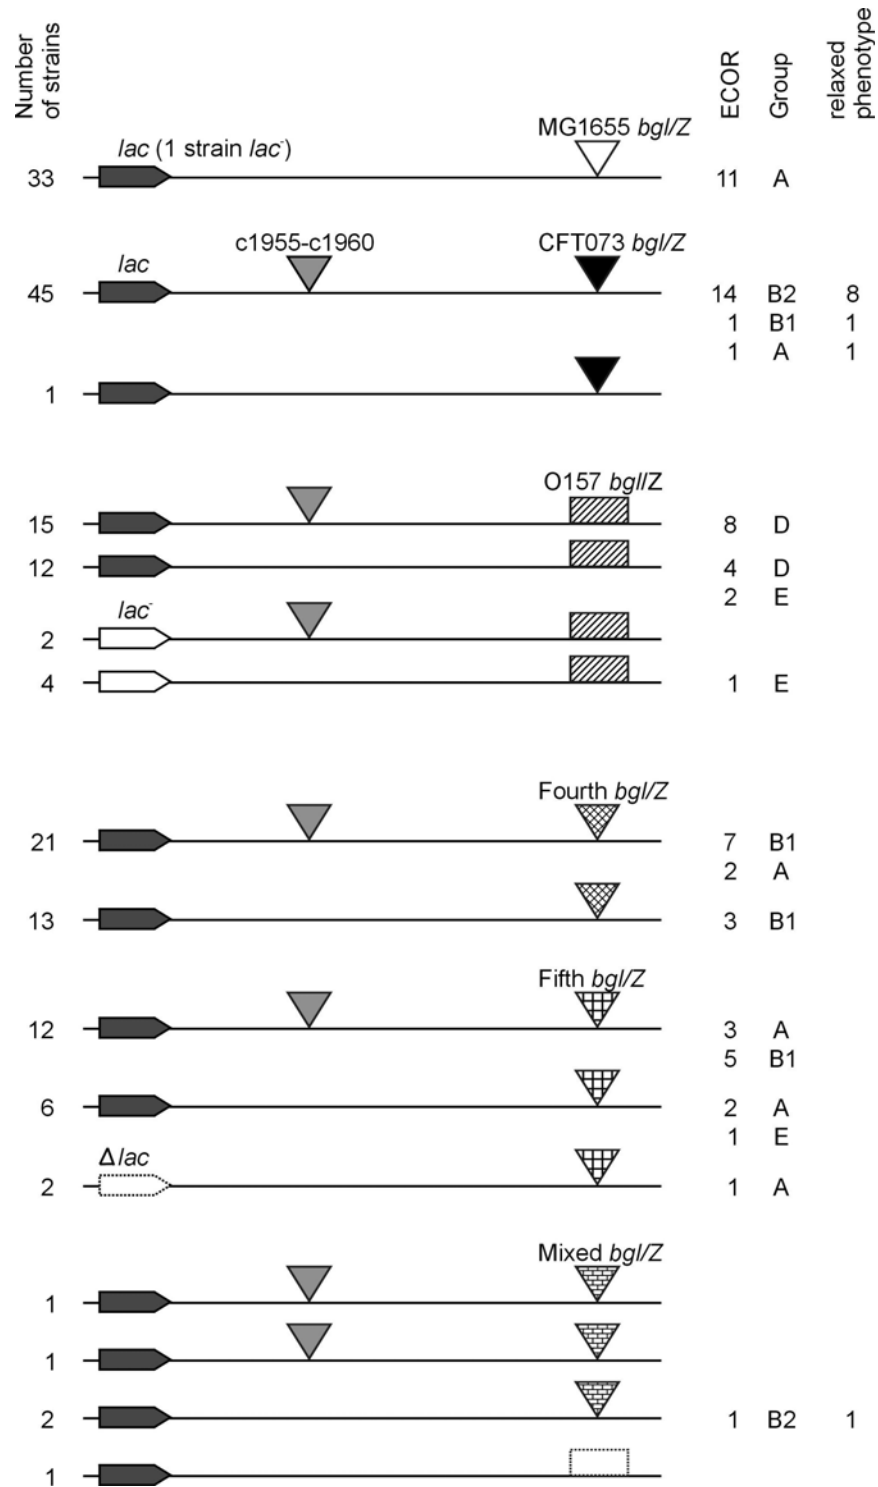 Number of strains
ECOR
Group
relaxed phenotype
MG1655 bgl/Z
lac (1 strain lac-)
33 11 A
c1955-c1960 CFT073 bgl/Z
lac
45 14 B2 8
1 B1 1
1 A 1
1
O157 bgl/Z
15 8 D
12 4 D
2 E
lac-
2
4 1 E
Fourth bgl/Z
21 7 B1
2 A
13 3 B1
Fifth bgl/Z
12 3 A
5 B1
6 2 A
1 E
Δlac
2 1 A
Mixed bgl/Z
1
1
2 1 B2 1
1